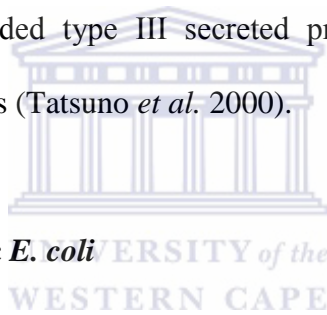 ded type III secreted pr
s (Tatsuno et al. 2000).
E. coli
UNIVERSITY of the
WESTERN CAPE